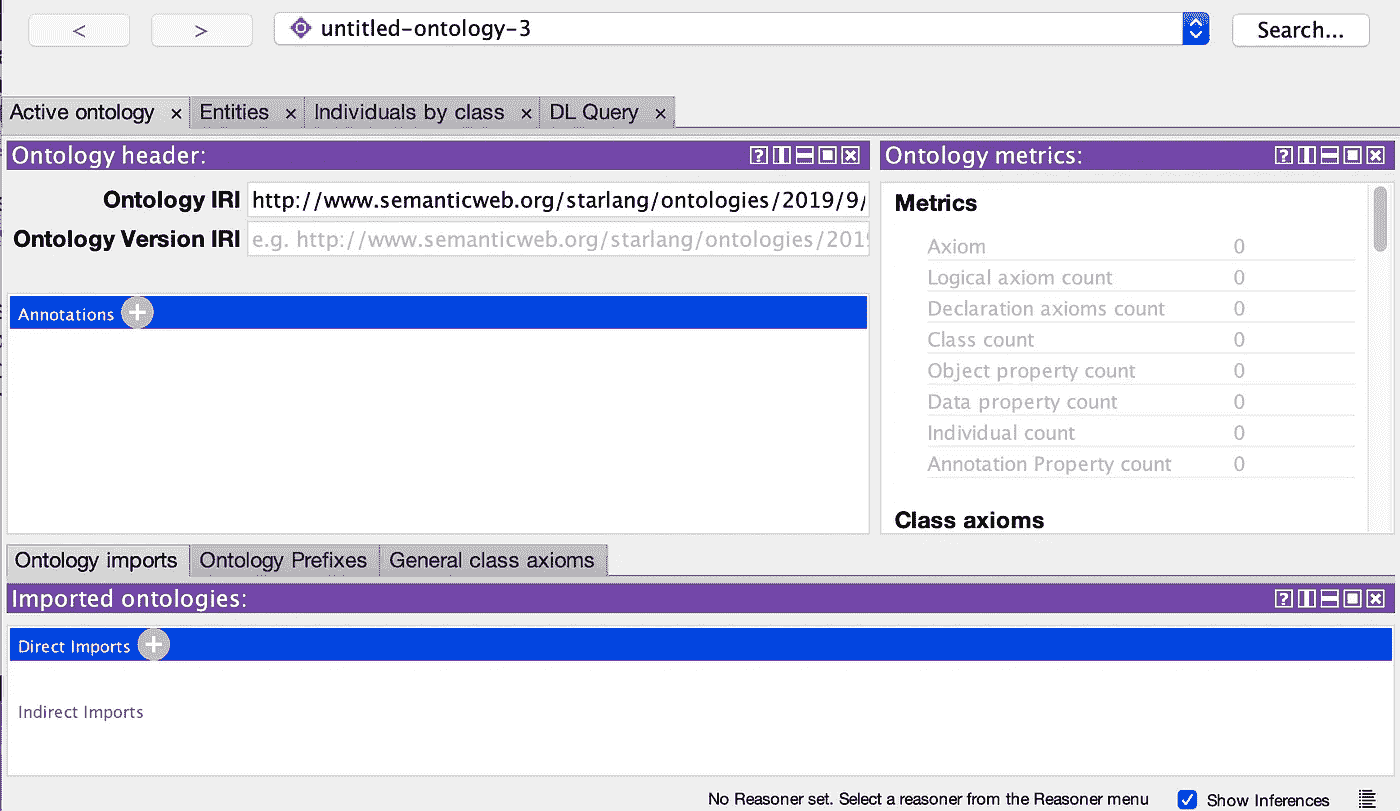 < > untitled-ontology-3 Search...
Active ontology × Entities × Individuals by class × DL Query ×
Ontology header:
Ontology IRI http://www.semanticweb.org/starlang/ontologies/2019/9/
Ontology Version IRI e.g. http://www.semanticweb.org/starlang/ontologies/201
Annotations +
Ontology metrics:
Metrics
Axiom 0
Logical axiom count 0
Declaration axioms count 0
Class count 0
Object property count 0
Data property count 0
Individual count 0
Annotation Property count 0
Class axioms
Ontology imports Ontology Prefixes General class axioms
Imported ontologies:
Direct Imports +
Indirect Imports
No Reasoner set. Select a reasoner from the Reasoner menu Show Inferences